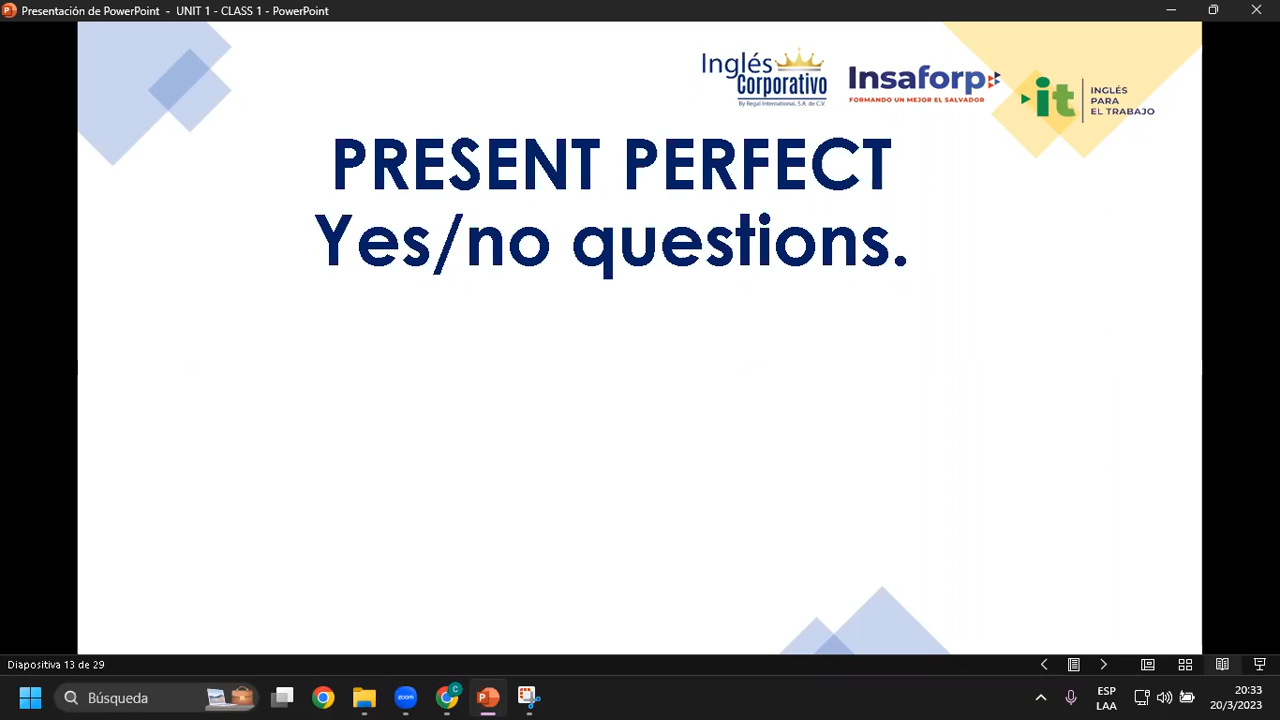 Presentación de PowerPoint - UNIT 1 - CLASS 1 - PowerPoint
Inglés
Corporativo
By Regal International, S.A. de C.V.
Insaforp
FORMANDO UN MEJOR EL SALVADOR
it
INGLÉS
PARA
EL TRABAJO
PRESENT PERFECT
Yes/no questions.
Diapositiva 13 de 29
Búsqueda
zoom
C
ESP
LAA
20:33
20/3/2023